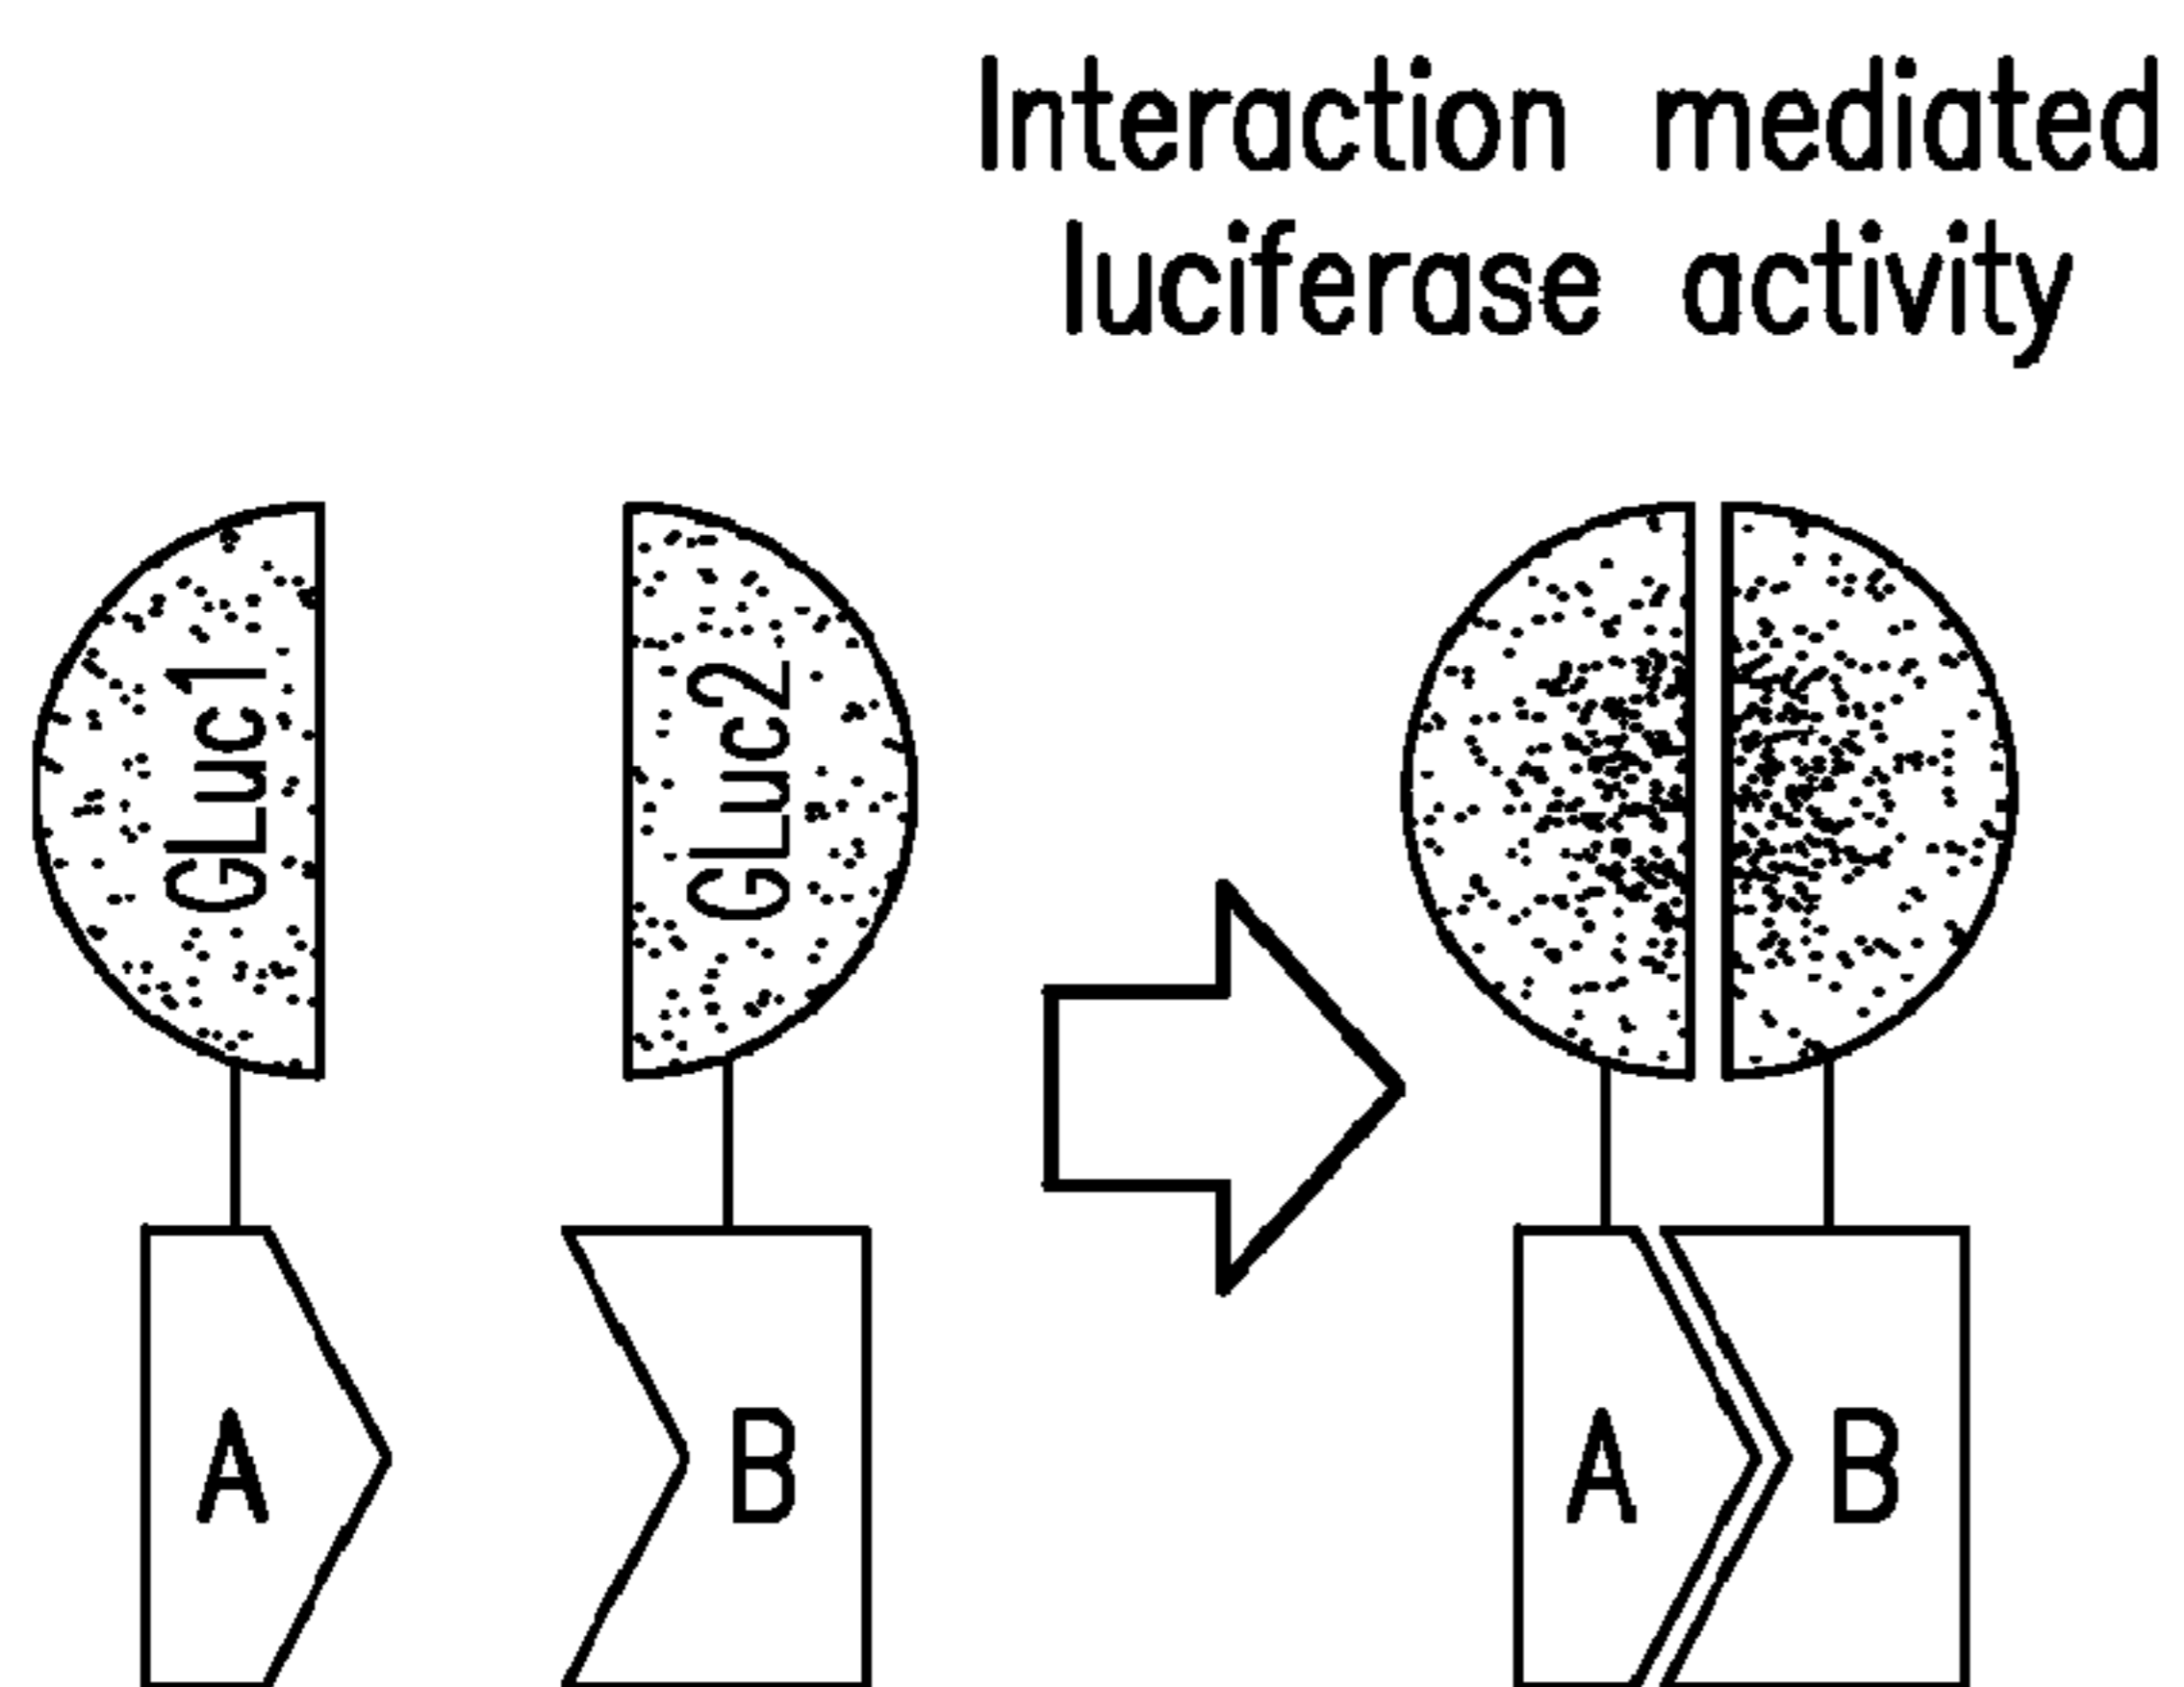 Interaction mediated
luciferase activity
GLuc1
GLuc2
A
B
A
B